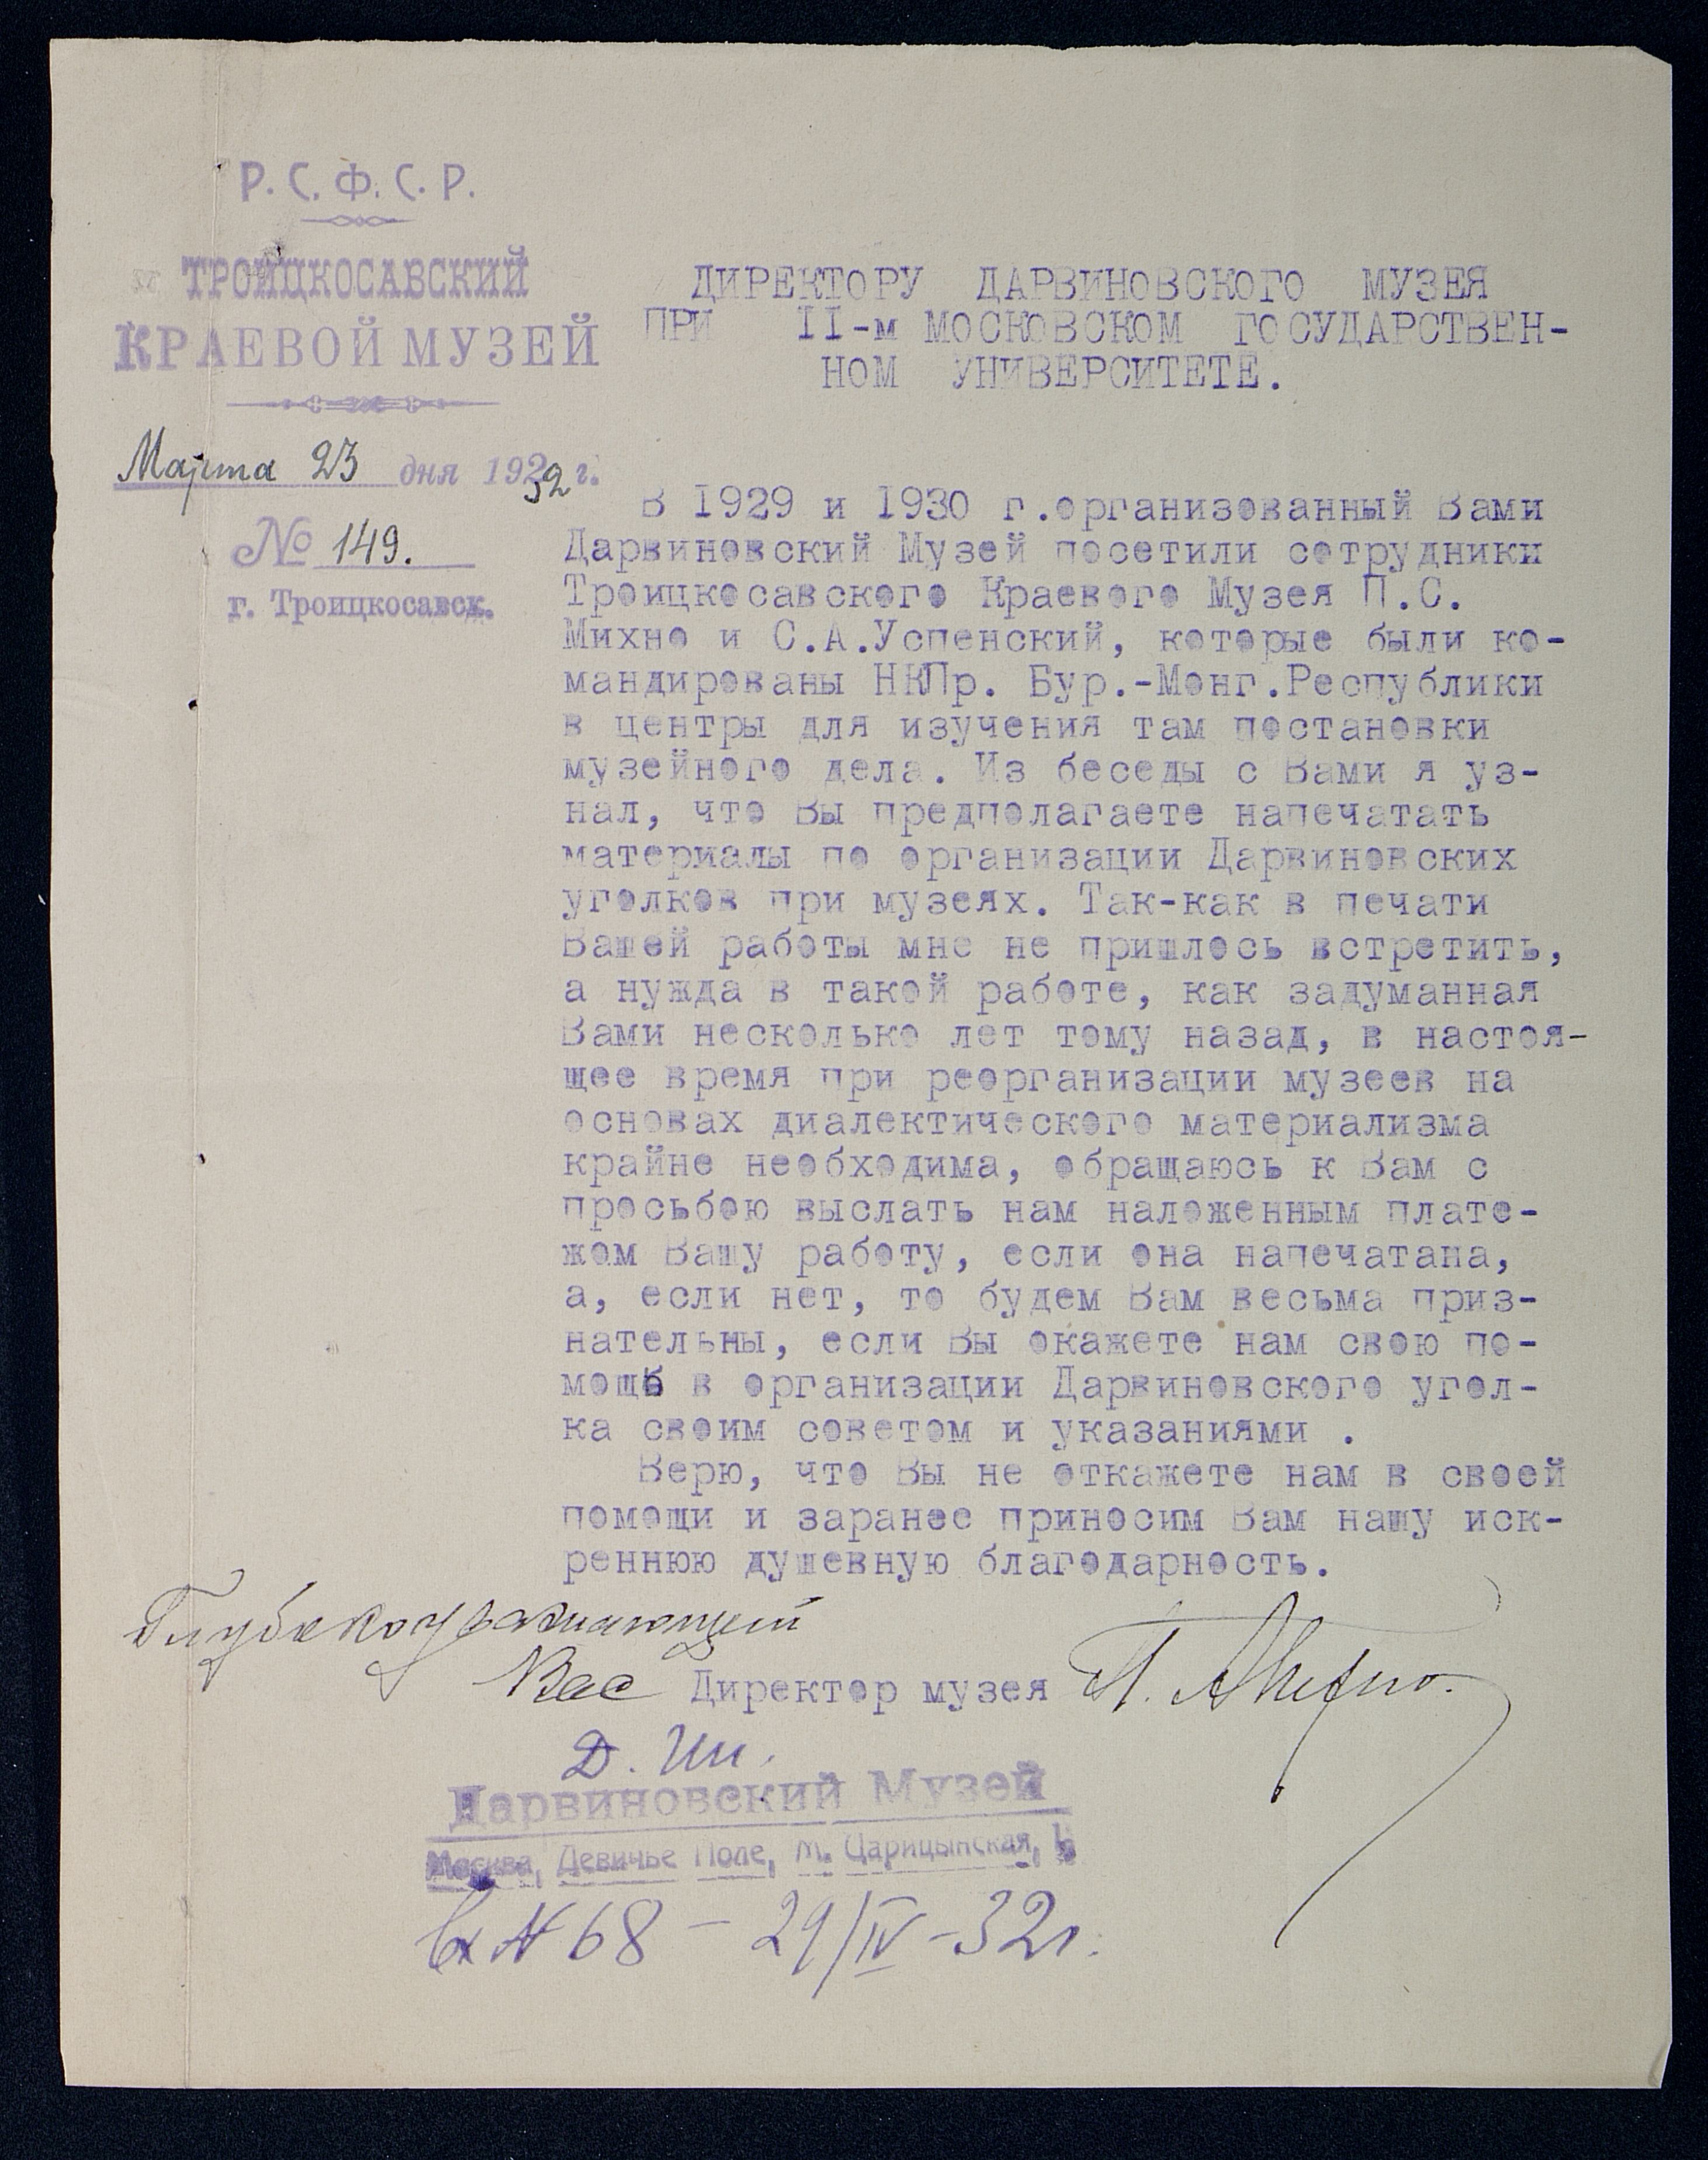 Р. С. Ф. С. Р.
ТРОИЦКОСАВСКИЙ
КРАЕВОЙ МУЗЕЙ
Марта 23 дня 1932 г.
№ 149.
г. Троицкосавск.
ДИРЕКТОРУ ДАРВИНОВСКОГО МУЗЕЯ
ПРИ II-м МОСКОВСКОМ ГОСУДАРСТВЕН-
НОМ УНИВЕРСИТЕТЕ.
В 1929 и 1930 г.организованный Вами
Дарвиновский Музей посетили сотрудники
Троицкосавского Краевого Музея П.С.
Михно и С.А.Успенский, которые были ко-
мандированы НКПр. Бур.-Монг.Республики
в центры для изучения там постановки
музейного дела. Из беседы с Вами я уз-
нал, что Вы предполагаете напечатать
материалы по организации Дарвиновских
уголков при музеях. Так-как в печати
Вашей работы мне не пришлось встретить,
а нужда в такой работе, как задуманная
Вами несколько лет тому назад, в настоя-
щее время при реорганизации музеев на
основах диалектического материализма
крайне необходима, обращаюсь к Вам с
просьбою выслать нам наложенным плате-
жом Вашу работу, если она напечатана,
а, если нет, то будем Вам весьма приз-
нательны, если Вы окажете нам свою по-
мощь в организации Дарвиновского угол-
ка своим советом и указаниями .
Верю, что Вы не откажете нам в своей
помощи и заранее приносим Вам нашу иск-
реннюю душевную благодарность.
Глубокоуважающий
Вас Директор музея П. Михно.
Дарвиновский Музей
Москва, Девичье Поле, М. Царицынская,
Вх № 68 – 29/IV –32г.